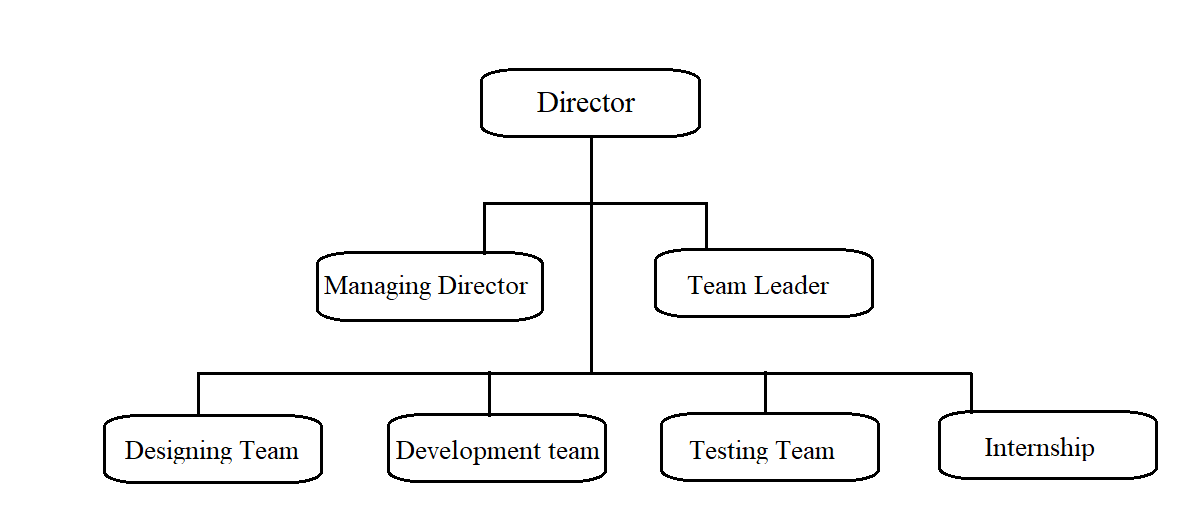 Director
Managing Director
Team Leader
Designing Team
Development team
Testing Team
Internship